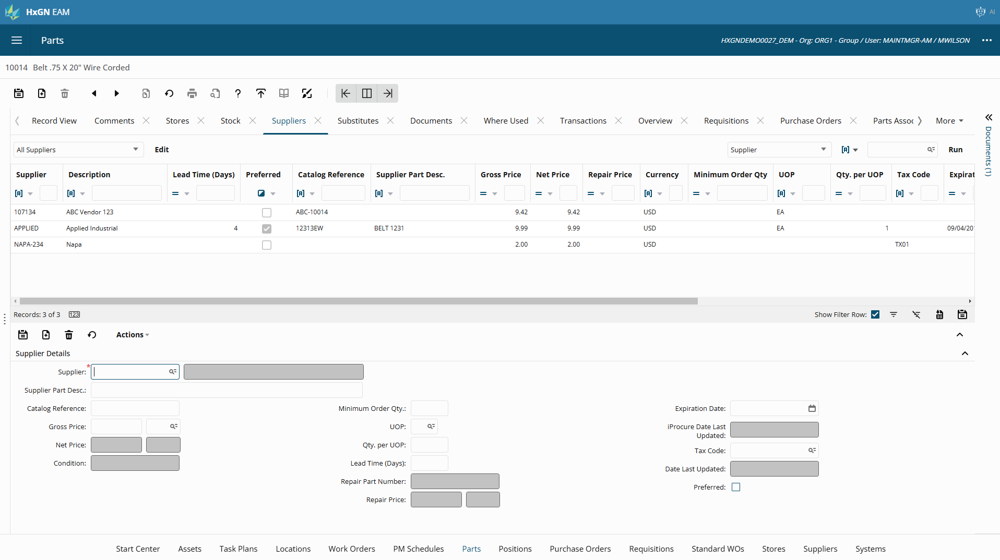 HxGN EAM
AI
Parts
HXGNDEMO0027_DEM - Org: ORG1 - Group / User: MAINTMGR-AM / MWILSON
10014 Belt .75 X 20" Wire Corded
Record View Comments Stores Stock Suppliers Substitutes Documents Where Used Transactions Overview Requisitions Purchase Orders Parts Assoc More
Documents (1)
All Suppliers Edit Supplier Run
Supplier Description Lead Time (Days) Preferred Catalog Reference Supplier Part Desc. Gross Price Net Price Repair Price Currency Minimum Order Qty UOP Qty. per UOP Tax Code Expirat
107134 ABC Vendor 123 ABC-10014 9.42 9.42 USD EA
APPLIED Applied Industrial 4 12313EW BELT 1231 9.99 9.99 USD EA 1 09/04/201
NAPA-234 Napa 2.00 2.00 USD TX01
Records: 3 of 3 123 Show Filter Row:
Actions
Supplier Details
Supplier: *
Supplier Part Desc.:
Catalog Reference: Minimum Order Qty.: Expiration Date:
Gross Price: UOP: iProcure Date Last Updated:
Net Price: Qty. per UOP: Tax Code:
Condition: Lead Time (Days): Date Last Updated:
Repair Part Number: Preferred:
Repair Price:
Start Center Assets Task Plans Locations Work Orders PM Schedules Parts Positions Purchase Orders Requisitions Standard WOs Stores Suppliers Systems